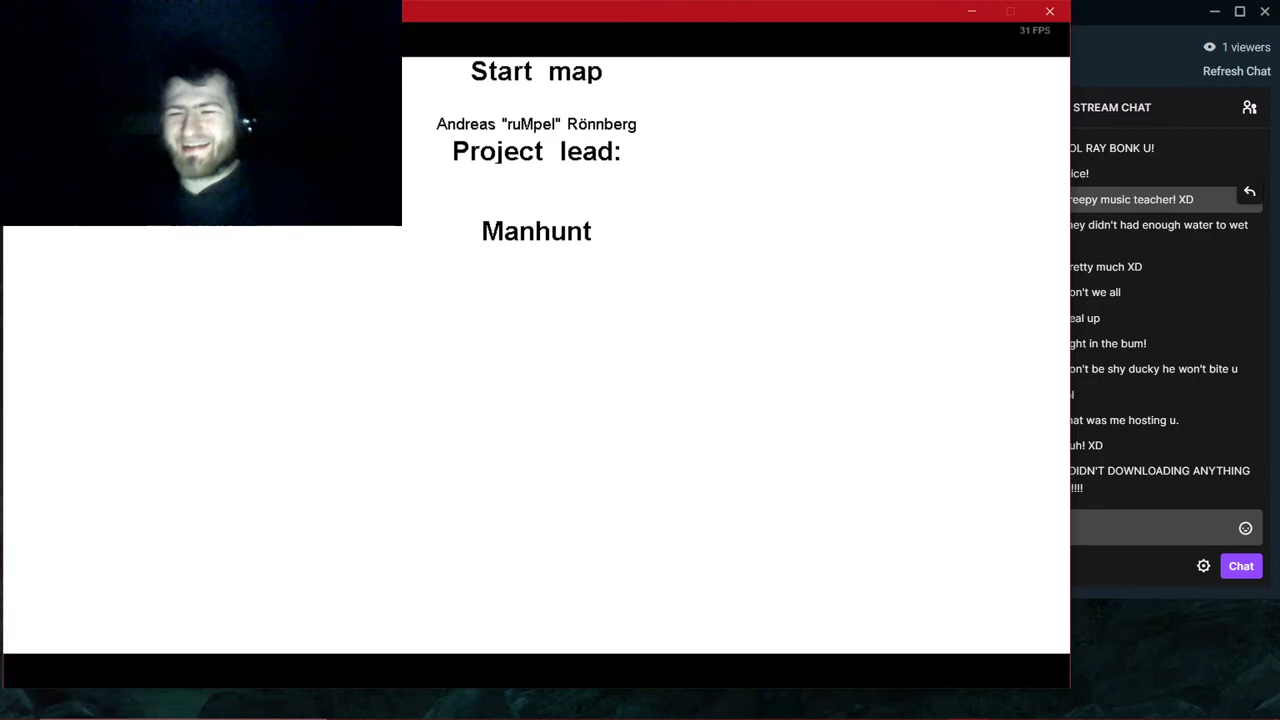 31 FPS
Start map
Andreas "ruMpel" Rönnberg
Project lead:
Manhunt
1 viewers
Refresh Chat
STREAM CHAT
OL RAY BONK U!
ice!
reepy music teacher! XD
hey didn't had enough water to wet
retty much XD
on't we all
eal up
ght in the bum!
on't be shy ducky he won't bite u
ol
hat was me hosting u.
uh! XD
DIDN'T DOWNLOADING ANYTHING
!!!!
Chat